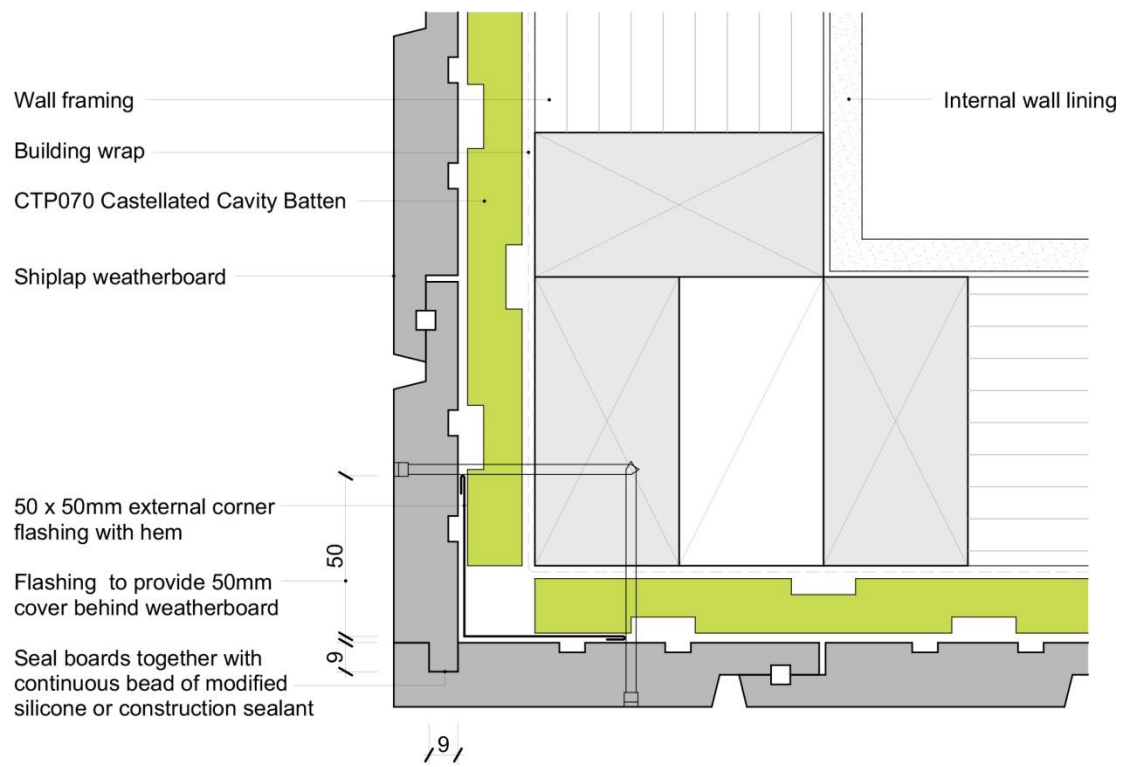 Wall framing
Internal wall lining
Building wrap
CTP070 Castellated Cavity Batten
Shiplap weatherboard
50 x 50mm external corner
flashing with hem
50
Flashing to provide 50mm
cover behind weatherboard
9
Seal boards together with
continuous bead of modified
silicone or construction sealant
9